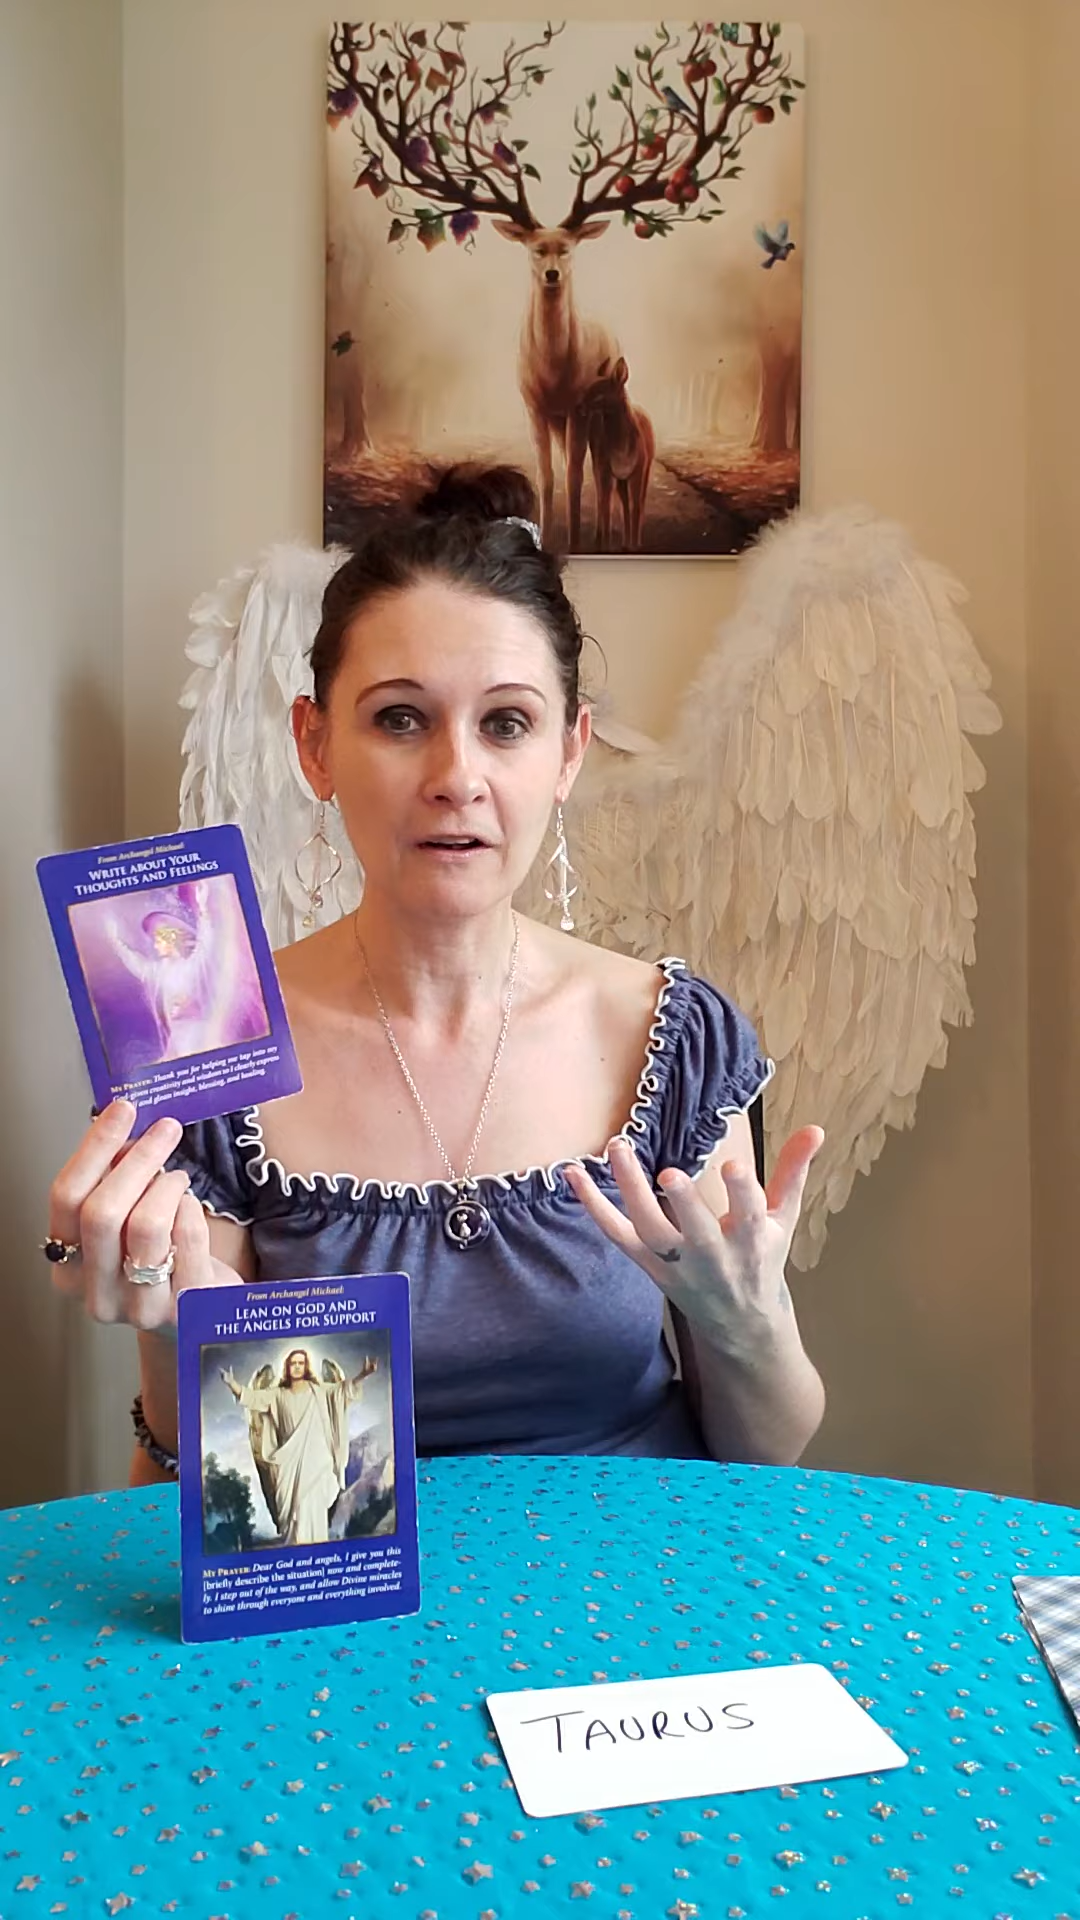 From Archangel Michael:
WRITE ABOUT YOUR
THOUGHTS AND FEELINGS
MY PRAYER: Thank you for helping me tap into my
God-given creativity and wisdom so I clearly express
and glean insight, blessing, and healing.
From Archangel Michael:
LEAN ON GOD AND
THE ANGELS FOR SUPPORT
MY PRAYER: Dear God and angels, I give you this
[briefly describe the situation] now and complete-
ly. I step out of the way, and allow Divine miracles
to shine through everyone and everything involved.
TAURUS